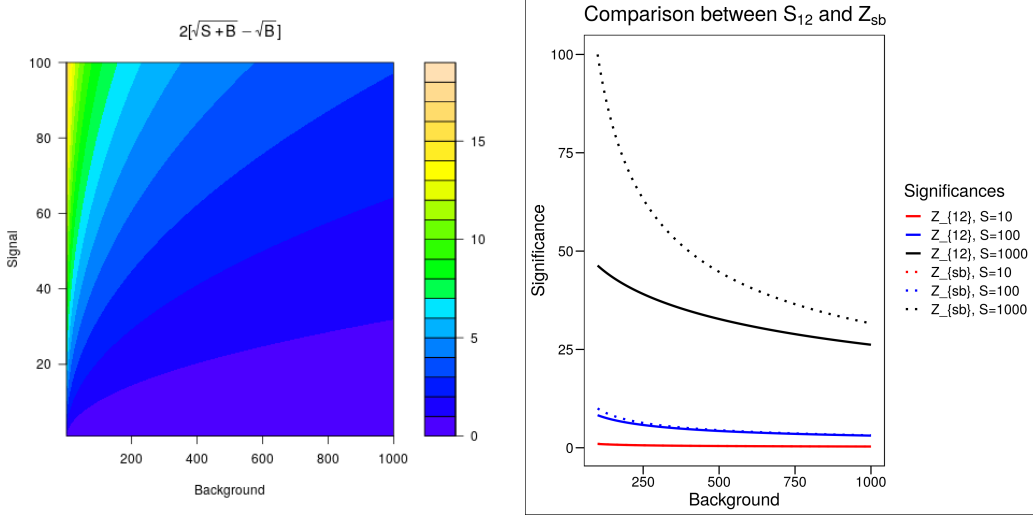 2[√S + B − √B]
100
80
60
40
20
Signal
200
400
600
800
1000
Background
15
10
5
0
Comparison between S₁₂ and Z_sb
100
75
50
25
0
Significance
250
500
750
1000
Background
Significances
Z_{12}, S=10
Z_{12}, S=100
Z_{12}, S=1000
Z_{sb}, S=10
Z_{sb}, S=100
Z_{sb}, S=1000